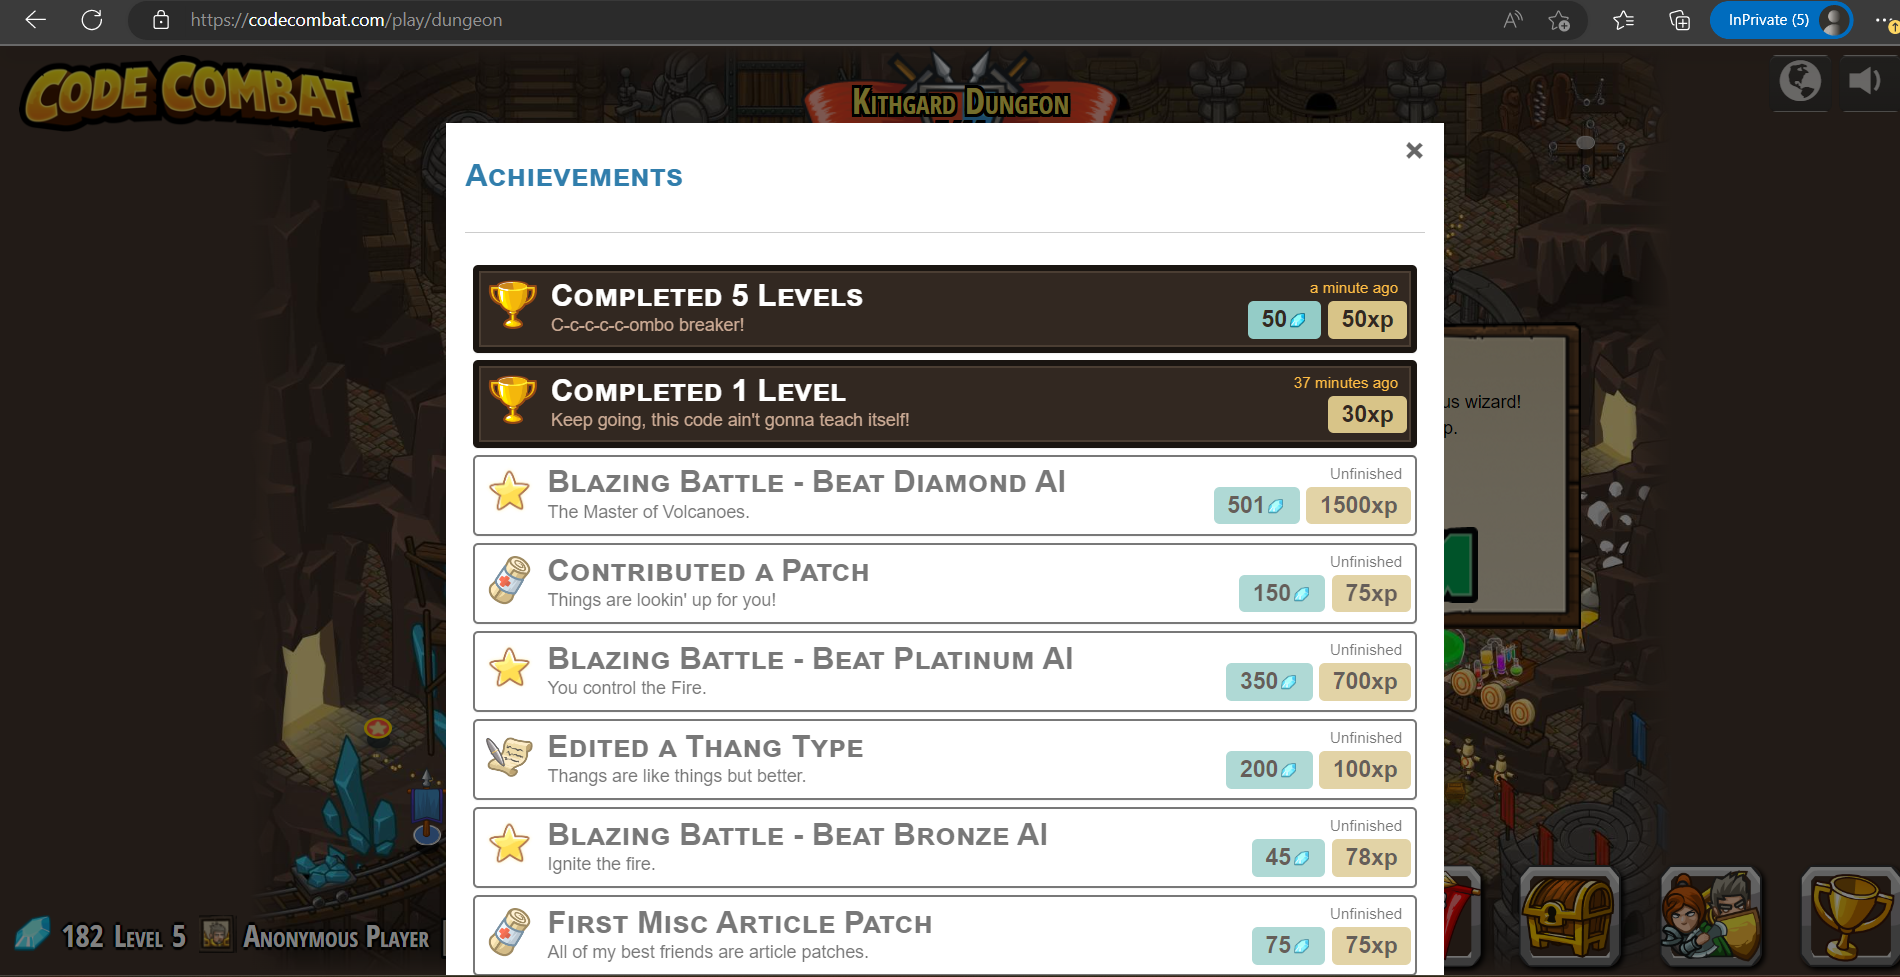 https://codecombat.com/play/dungeon
InPrivate (5)
CODE COMBAT
KITHGARD DUNGEON
ACHIEVEMENTS
COMPLETED 5 LEVELS
a minute ago
C-c-c-c-c-ombo breaker!
50 50xp
COMPLETED 1 LEVEL
37 minutes ago
Keep going, this code ain't gonna teach itself!
30xp
us wizard!
p.
BLAZING BATTLE - BEAT DIAMOND AI
Unfinished
The Master of Volcanoes.
501 1500xp
CONTRIBUTED A PATCH
Unfinished
Things are lookin' up for you!
150 75xp
BLAZING BATTLE - BEAT PLATINUM AI
Unfinished
You control the Fire.
350 700xp
EDITED A THANG TYPE
Unfinished
Thangs are like things but better.
200 100xp
BLAZING BATTLE - BEAT BRONZE AI
Unfinished
Ignite the fire.
45 78xp
FIRST MISC ARTICLE PATCH
Unfinished
All of my best friends are article patches.
75 75xp
182 LEVEL 5 ANONYMOUS PLAYER